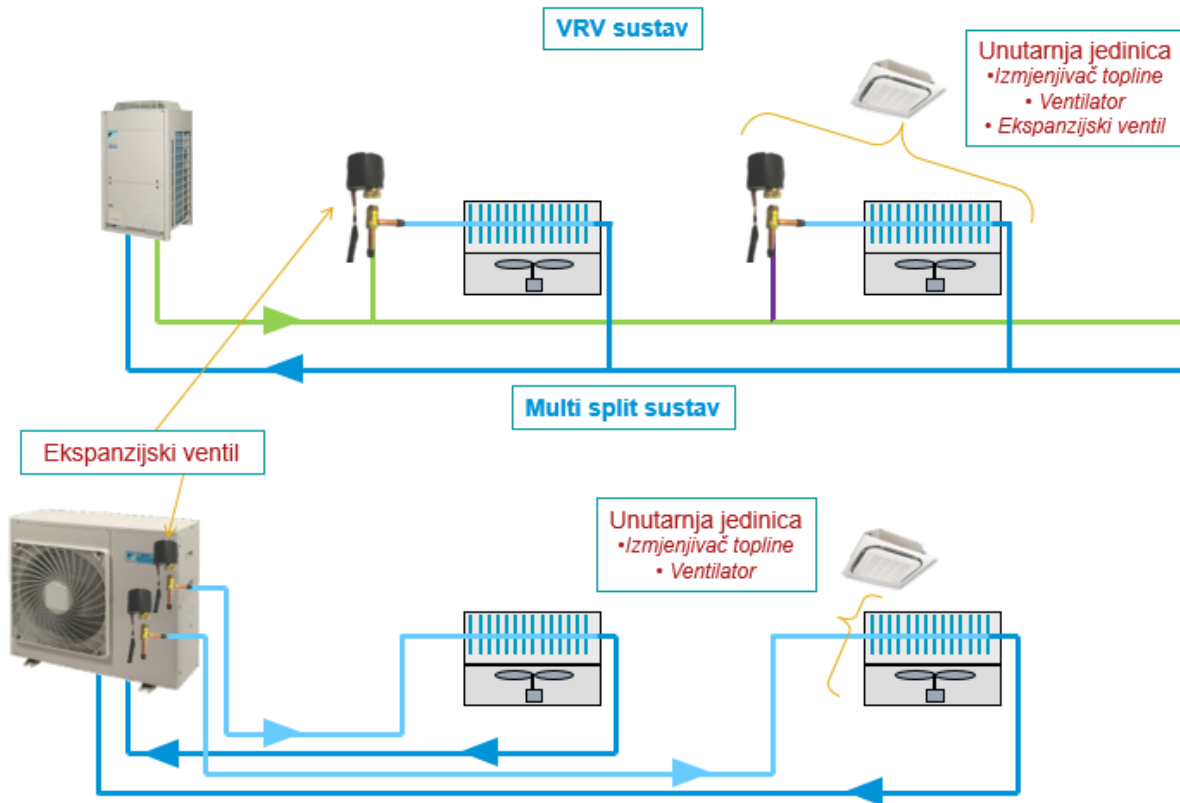 VRV sustav
Unutarnja jedinica
•Izmjenjivač topline
• Ventilator
• Ekspanzijski ventil
Multi split sustav
Ekspanzijski ventil
Unutarnja jedinica
•Izmjenjivač topline
• Ventilator